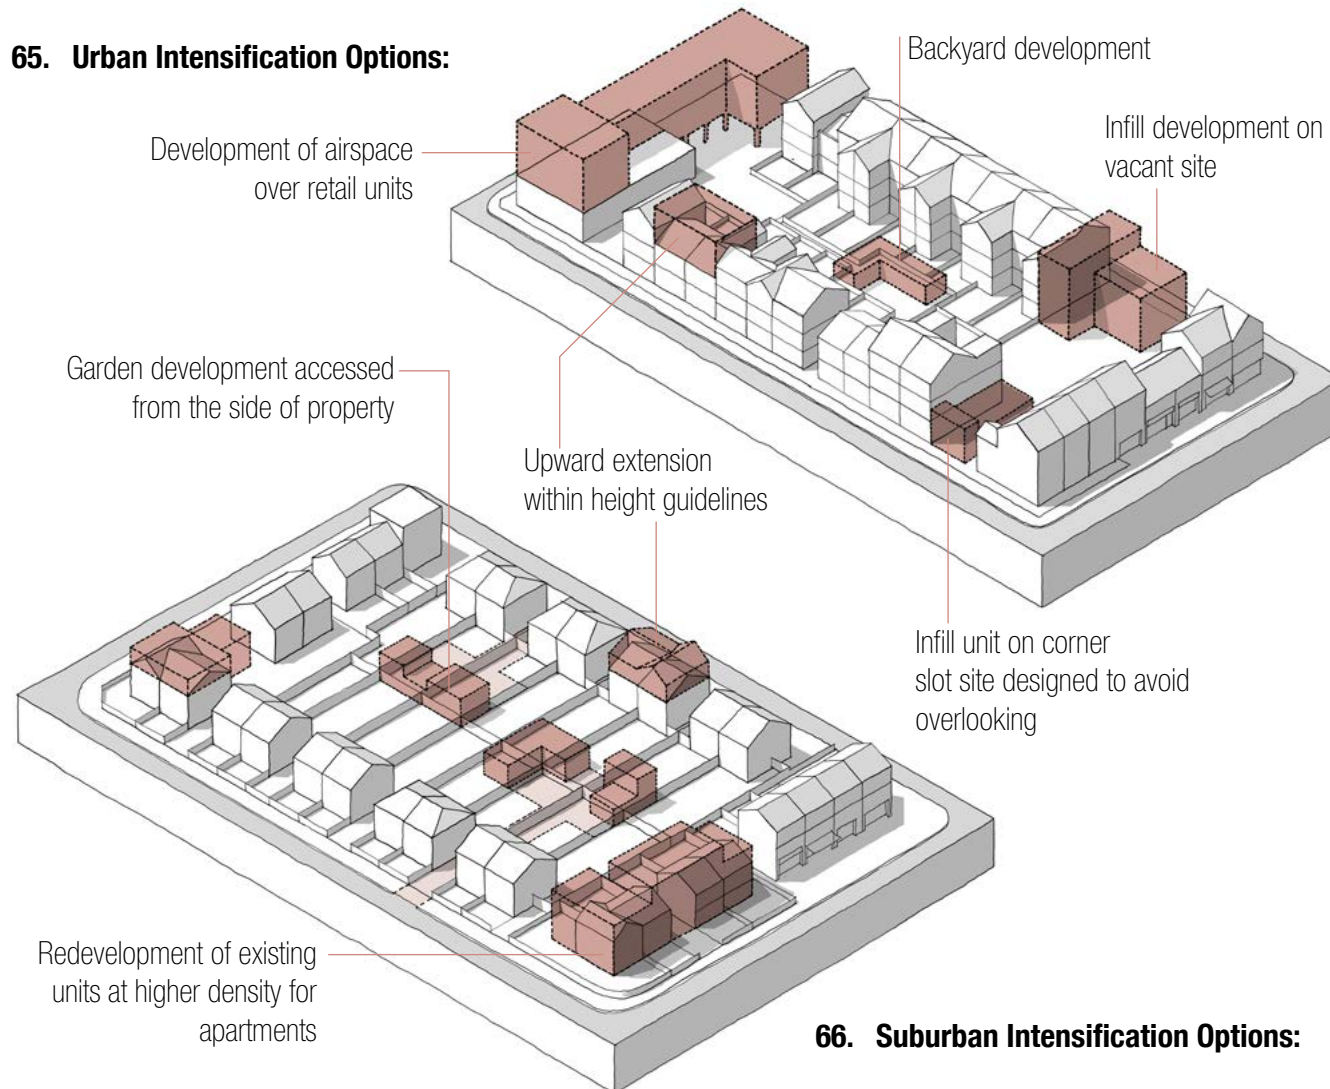 65. Urban Intensification Options:
Backyard development
Development of airspace
over retail units
Infill development on
vacant site
Garden development accessed
from the side of property
Upward extension
within height guidelines
Infill unit on corner
slot site designed to avoid
overlooking
Redevelopment of existing
units at higher density for
apartments
66. Suburban Intensification Options: